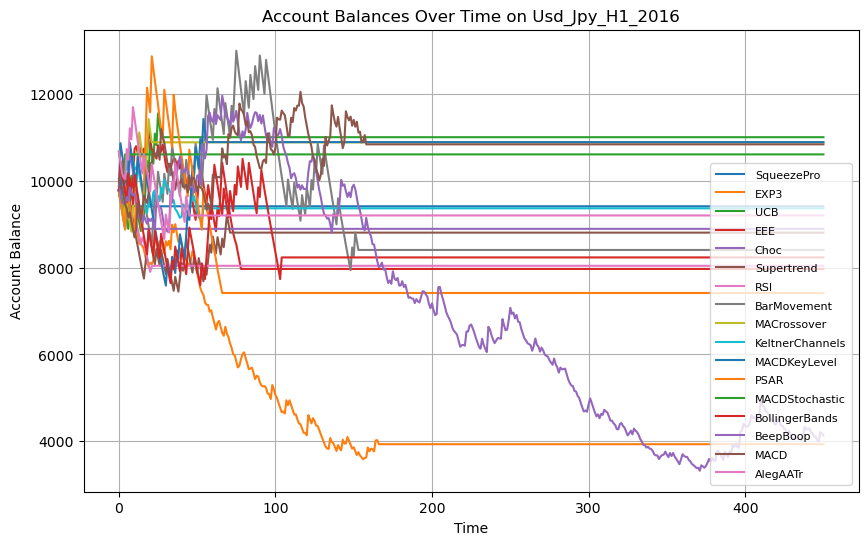 Account Balances Over Time on Usd_Jpy_H1_2016
Account Balance
12000
10000
8000
6000
4000
0
100
200
300
400
Time
SqueezePro
EXP3
UCB
EEE
Choc
Supertrend
RSI
BarMovement
MACrossover
KeltnerChannels
MACDKeyLevel
PSAR
MACDStochastic
BollingerBands
BeepBoop
MACD
AlegAATr